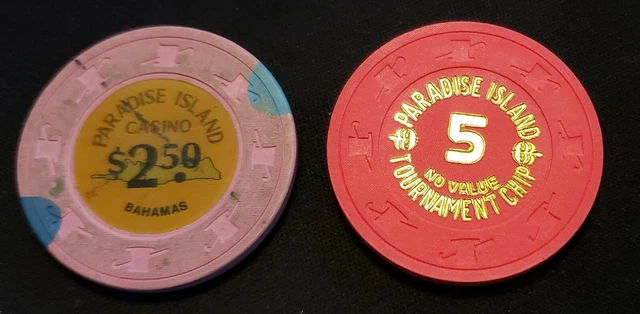 PARADISE ISLAND
CASINO
$2.50
BAHAMAS
PARADISE ISLAND
5
NO VALUE
TOURNAMENT CHIP